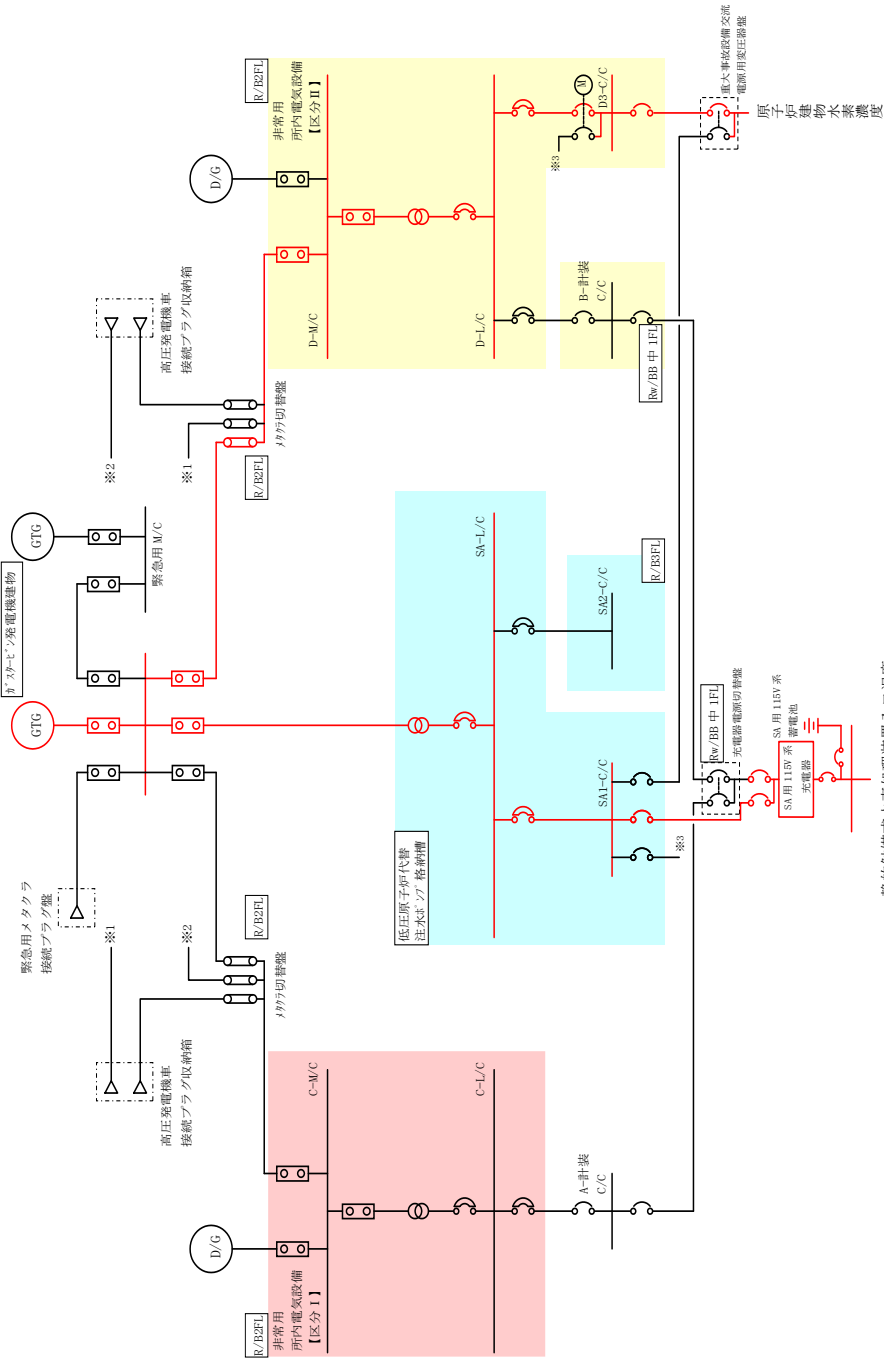 ガスタービン発電機建物
GTG
GTG
緊急用 M/C
緊急用メタクラ
接続プラグ盤
※1
※2
高圧発電機車
接続プラグ収納箱
R/B2FL
メタクラ切替盤
D/G
R/B2FL
非常用
所内電気設備
【区分Ⅰ】
C-M/C
C-L/C
A-計装
C/C
高圧発電機車
接続プラグ収納箱
※2
※1
R/B2FL
メタクラ切替盤
D/G
R/B2FL
非常用
所内電気設備
【区分Ⅱ】
D-M/C
D-L/C
B-計装
C/C
Rw/BB 中 1FL
※3
M
D3-C/C
重大事故設備交流
電源用変圧器盤
原子炉建物水素濃度
低圧原子炉代替
注水ポンプ格納槽
SA-L/C
SA1-C/C
SA2-C/C
R/B3FL
※3
Rw/BB 中 1FL
充電器電源切替盤
SA 用 115V 系
蓄電池
SA 用 115V 系
充電器